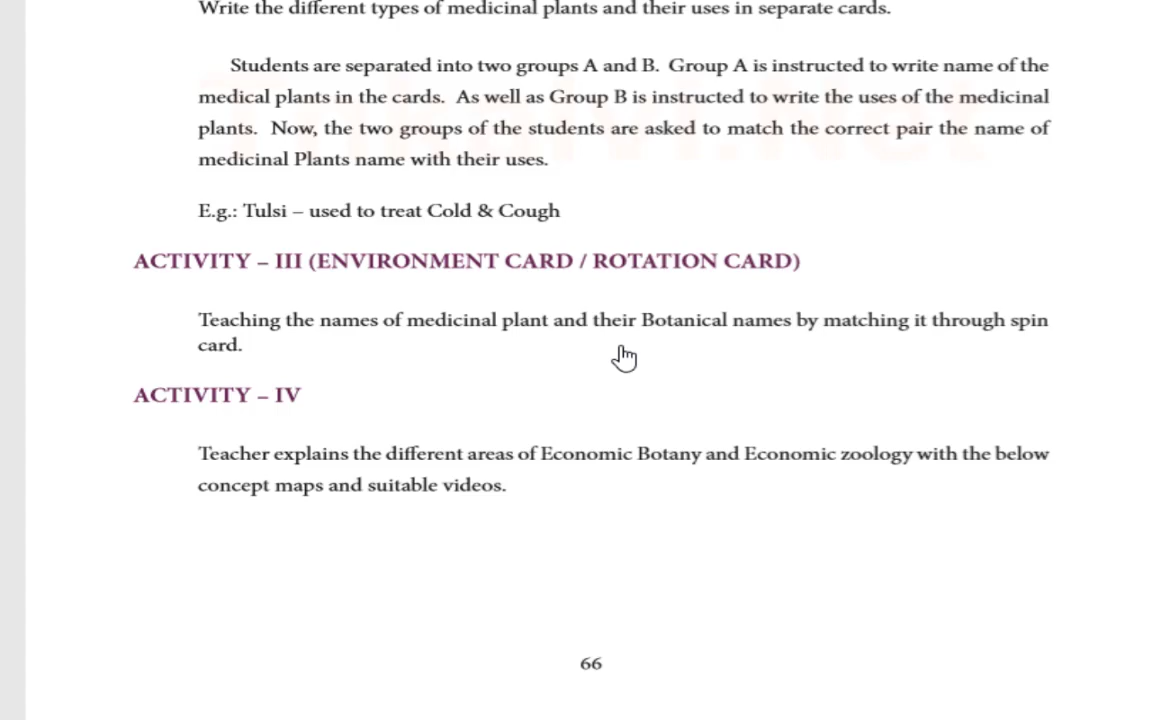 Write the different types of medicinal plants and their uses in separate cards.
Students are separated into two groups A and B. Group A is instructed to write name of the
medical plants in the cards. As well as Group B is instructed to write the uses of the medicinal
plants. Now, the two groups of the students are asked to match the correct pair the name of
medicinal Plants name with their uses.
E.g.: Tulsi – used to treat Cold & Cough
ACTIVITY – III (ENVIRONMENT CARD / ROTATION CARD)
Teaching the names of medicinal plant and their Botanical names by matching it through spin
card.
ACTIVITY – IV
Teacher explains the different areas of Economic Botany and Economic zoology with the below
concept maps and suitable videos.
66